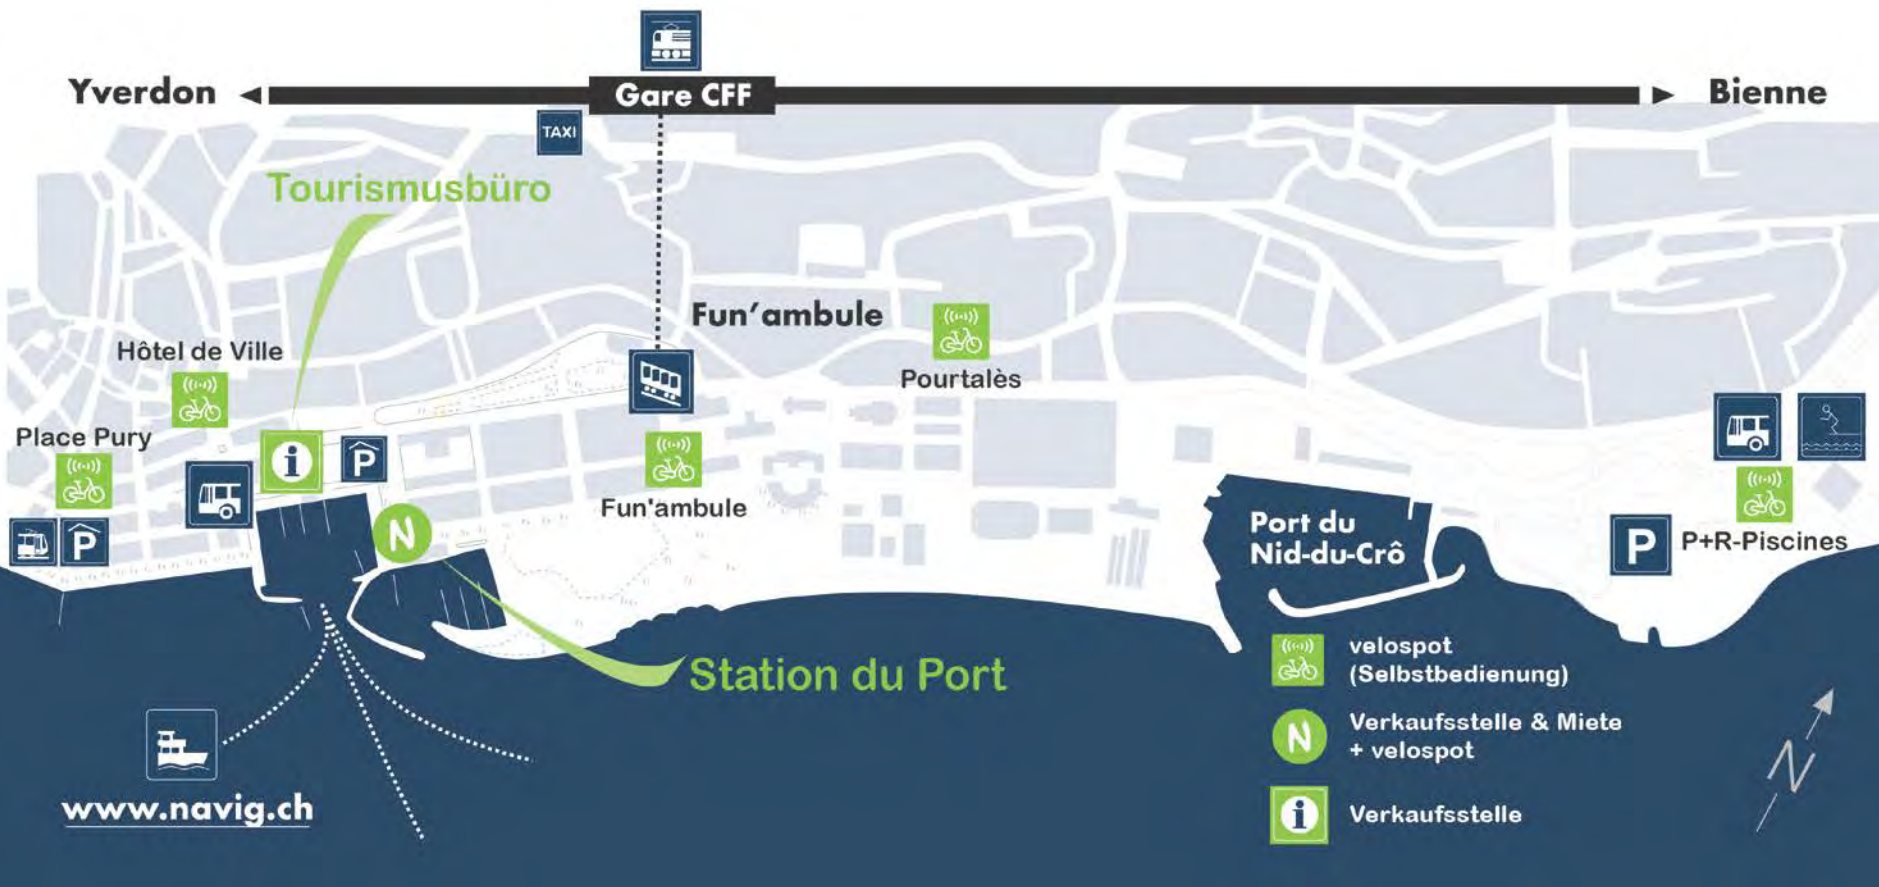 Yverdon
Gare CFF
Bienne
TAXI
Tourismusbüro
Fun'ambule
Hôtel de Ville
Pourtalès
Place Pury
i
P
P
N
Fun'ambule
Port du
Nid-du-Crô
P
P+R-Piscines
Station du Port
velospot
(Selbstbedienung)
N
Verkaufsstelle & Miete
+ velospot
i
Verkaufsstelle
www.navig.ch
N